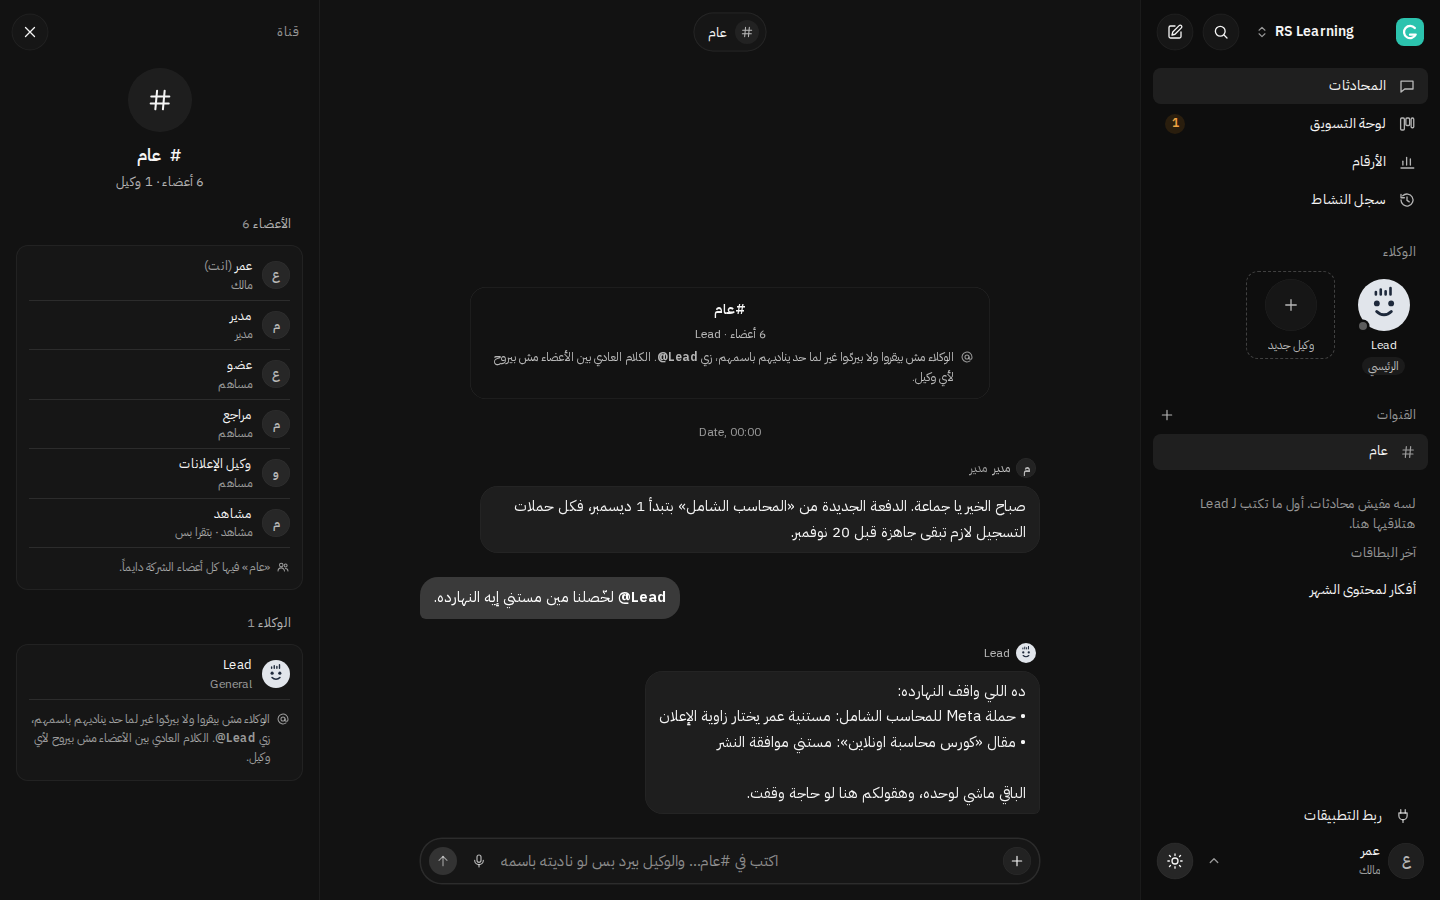 RS Learning
المحادثات
لوحة التسويق
1
الأرقام
سجل النشاط
الوكلاء
Lead
الرئيسي
وكيل جديد
القنوات
# عام
لسه مفيش محادثات. أول ما تكتب لـ Lead
هتلاقيها هنا.
آخر البطاقات
أفكار لمحتوى الشهر
ربط التطبيقات
ع
عمر
مالك
# عام
#عام
6 أعضاء · Lead
الوكلاء مش بيقروا ولا بيردّوا غير لما حد يناديهم باسمهم، زي @Lead. الكلام العادي بين الأعضاء مش بيروح
لأي وكيل.
Date, 00:00
م
مدير مدير
صباح الخير يا جماعة. الدفعة الجديدة من «المحاسب الشامل» بتبدأ 1 ديسمبر، فكل حملات
التسجيل لازم تبقى جاهزة قبل 20 نوفمبر.
@Lead لخّصلنا مين مستني إيه النهارده.
Lead
ده اللي واقف النهارده:
• حملة Meta للمحاسب الشامل: مستنية عمر يختار زاوية الإعلان
• مقال «كورس محاسبة اونلاين»: مستني موافقة النشر
الباقي ماشي لوحده، وهقولكم هنا لو حاجة وقفت.
اكتب في #عام... والوكيل بيرد بس لو ناديته باسمه
قناة
#
# عام
6 أعضاء · 1 وكيل
الأعضاء 6
ع
عمر (انت)
مالك
م
مدير
مدير
ع
عضو
مساهم
م
مراجع
مساهم
و
وكيل الإعلانات
مساهم
م
مشاهد
مشاهد · بتقرا بس
«عام» فيها كل أعضاء الشركة دايماً.
الوكلاء 1
Lead
General
الوكلاء مش بيقروا ولا بيردّوا غير لما حد يناديهم باسمهم،
زي @Lead. الكلام العادي بين الأعضاء مش بيروح لأي
وكيل.